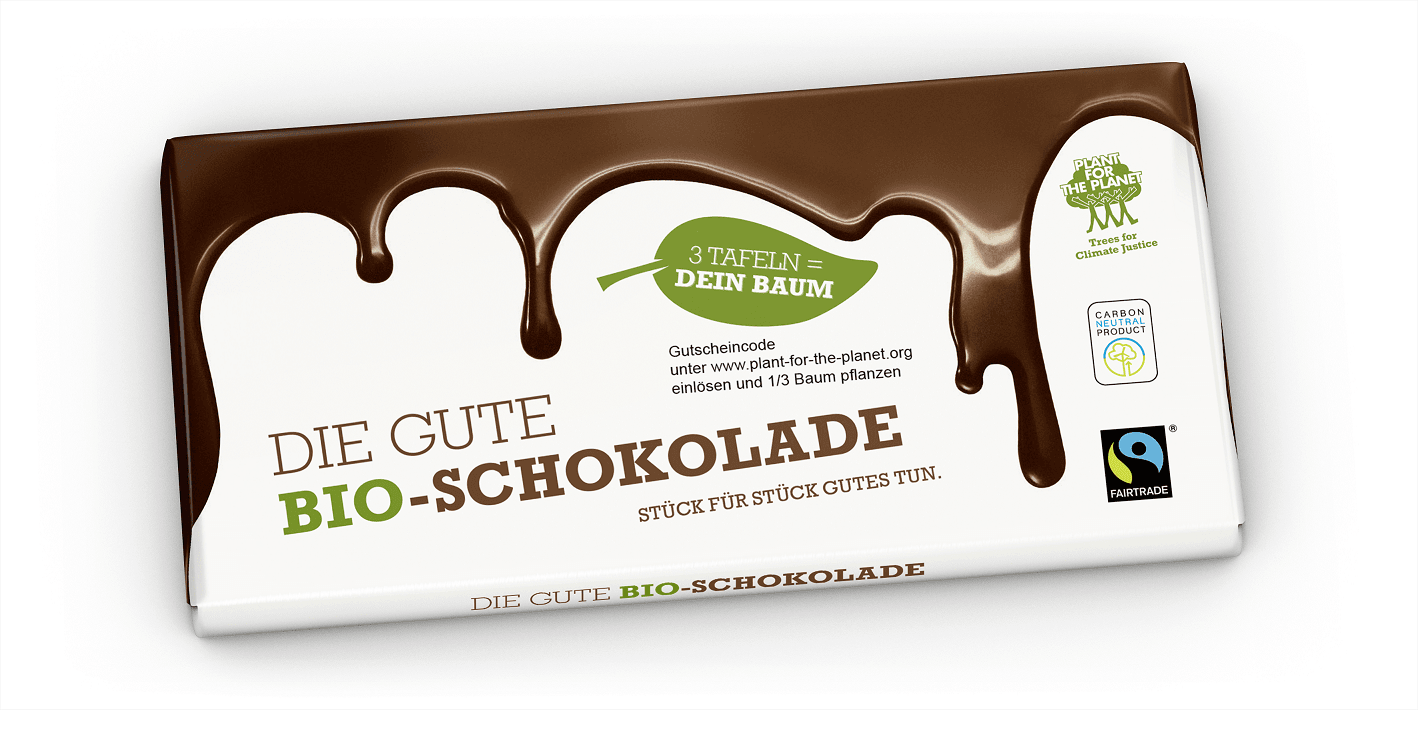 PLANT
FOR
THE PLANET
Trees for
Climate Justice
3 TAFELN =
DEIN BAUM
Gutscheincode
unter www.plant-for-the-planet.org
einlösen und 1/3 Baum pflanzen
CARBON
NEUTRAL
PRODUCT
DIE GUTE
BIO-SCHOKOLADE
STÜCK FÜR STÜCK GUTES TUN.
®
FAIRTRADE
DIE GUTE BIO-SCHOKOLADE